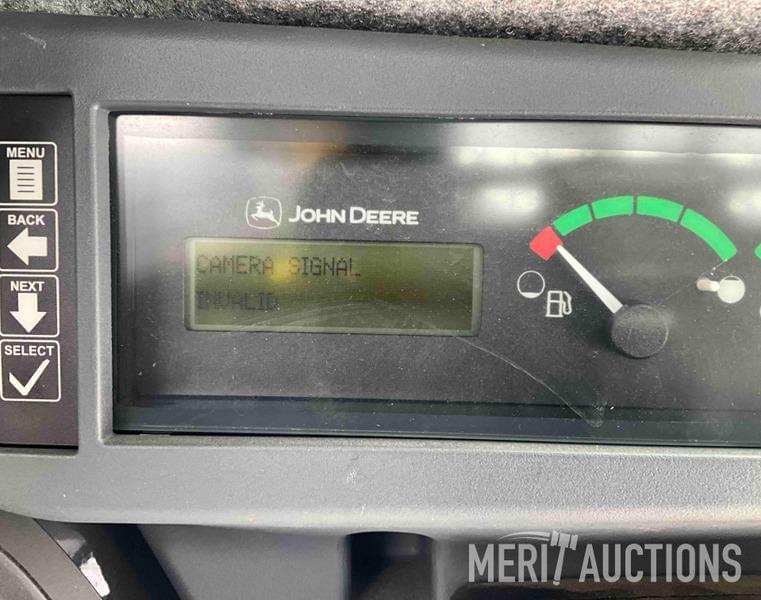 MENU
BACK
NEXT
SELECT
JOHN DEERE
CAMERA SIGNAL
INVALID
MERIT AUCTIONS